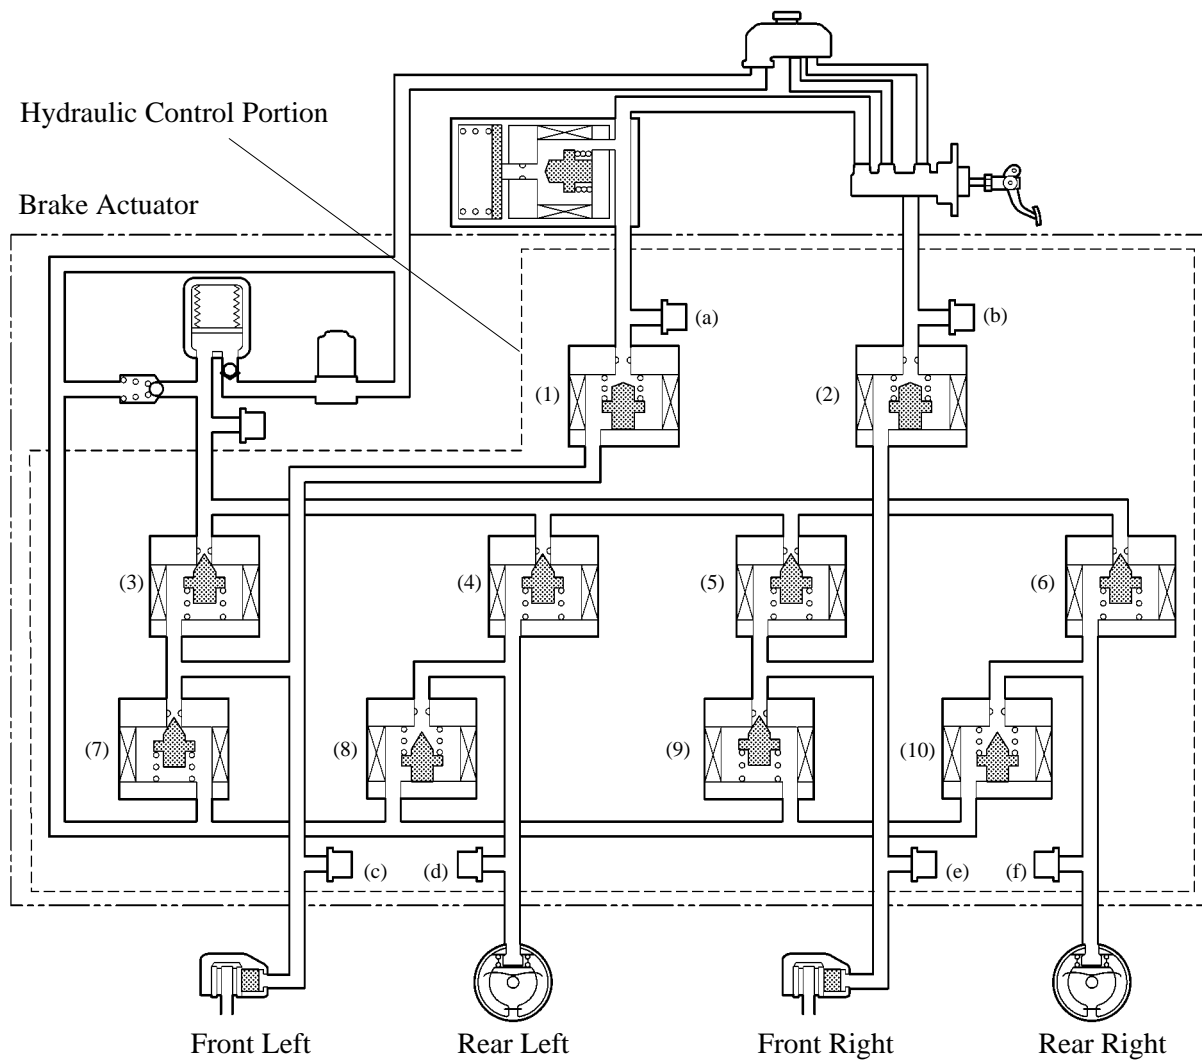 Hydraulic Control Portion
Brake Actuator
(a)
(b)
(1)
(2)
(3)
(4)
(5)
(6)
(7)
(8)
(9)
(10)
(c)
(d)
(e)
(f)
Front Left
Rear Left
Front Right
Rear Right